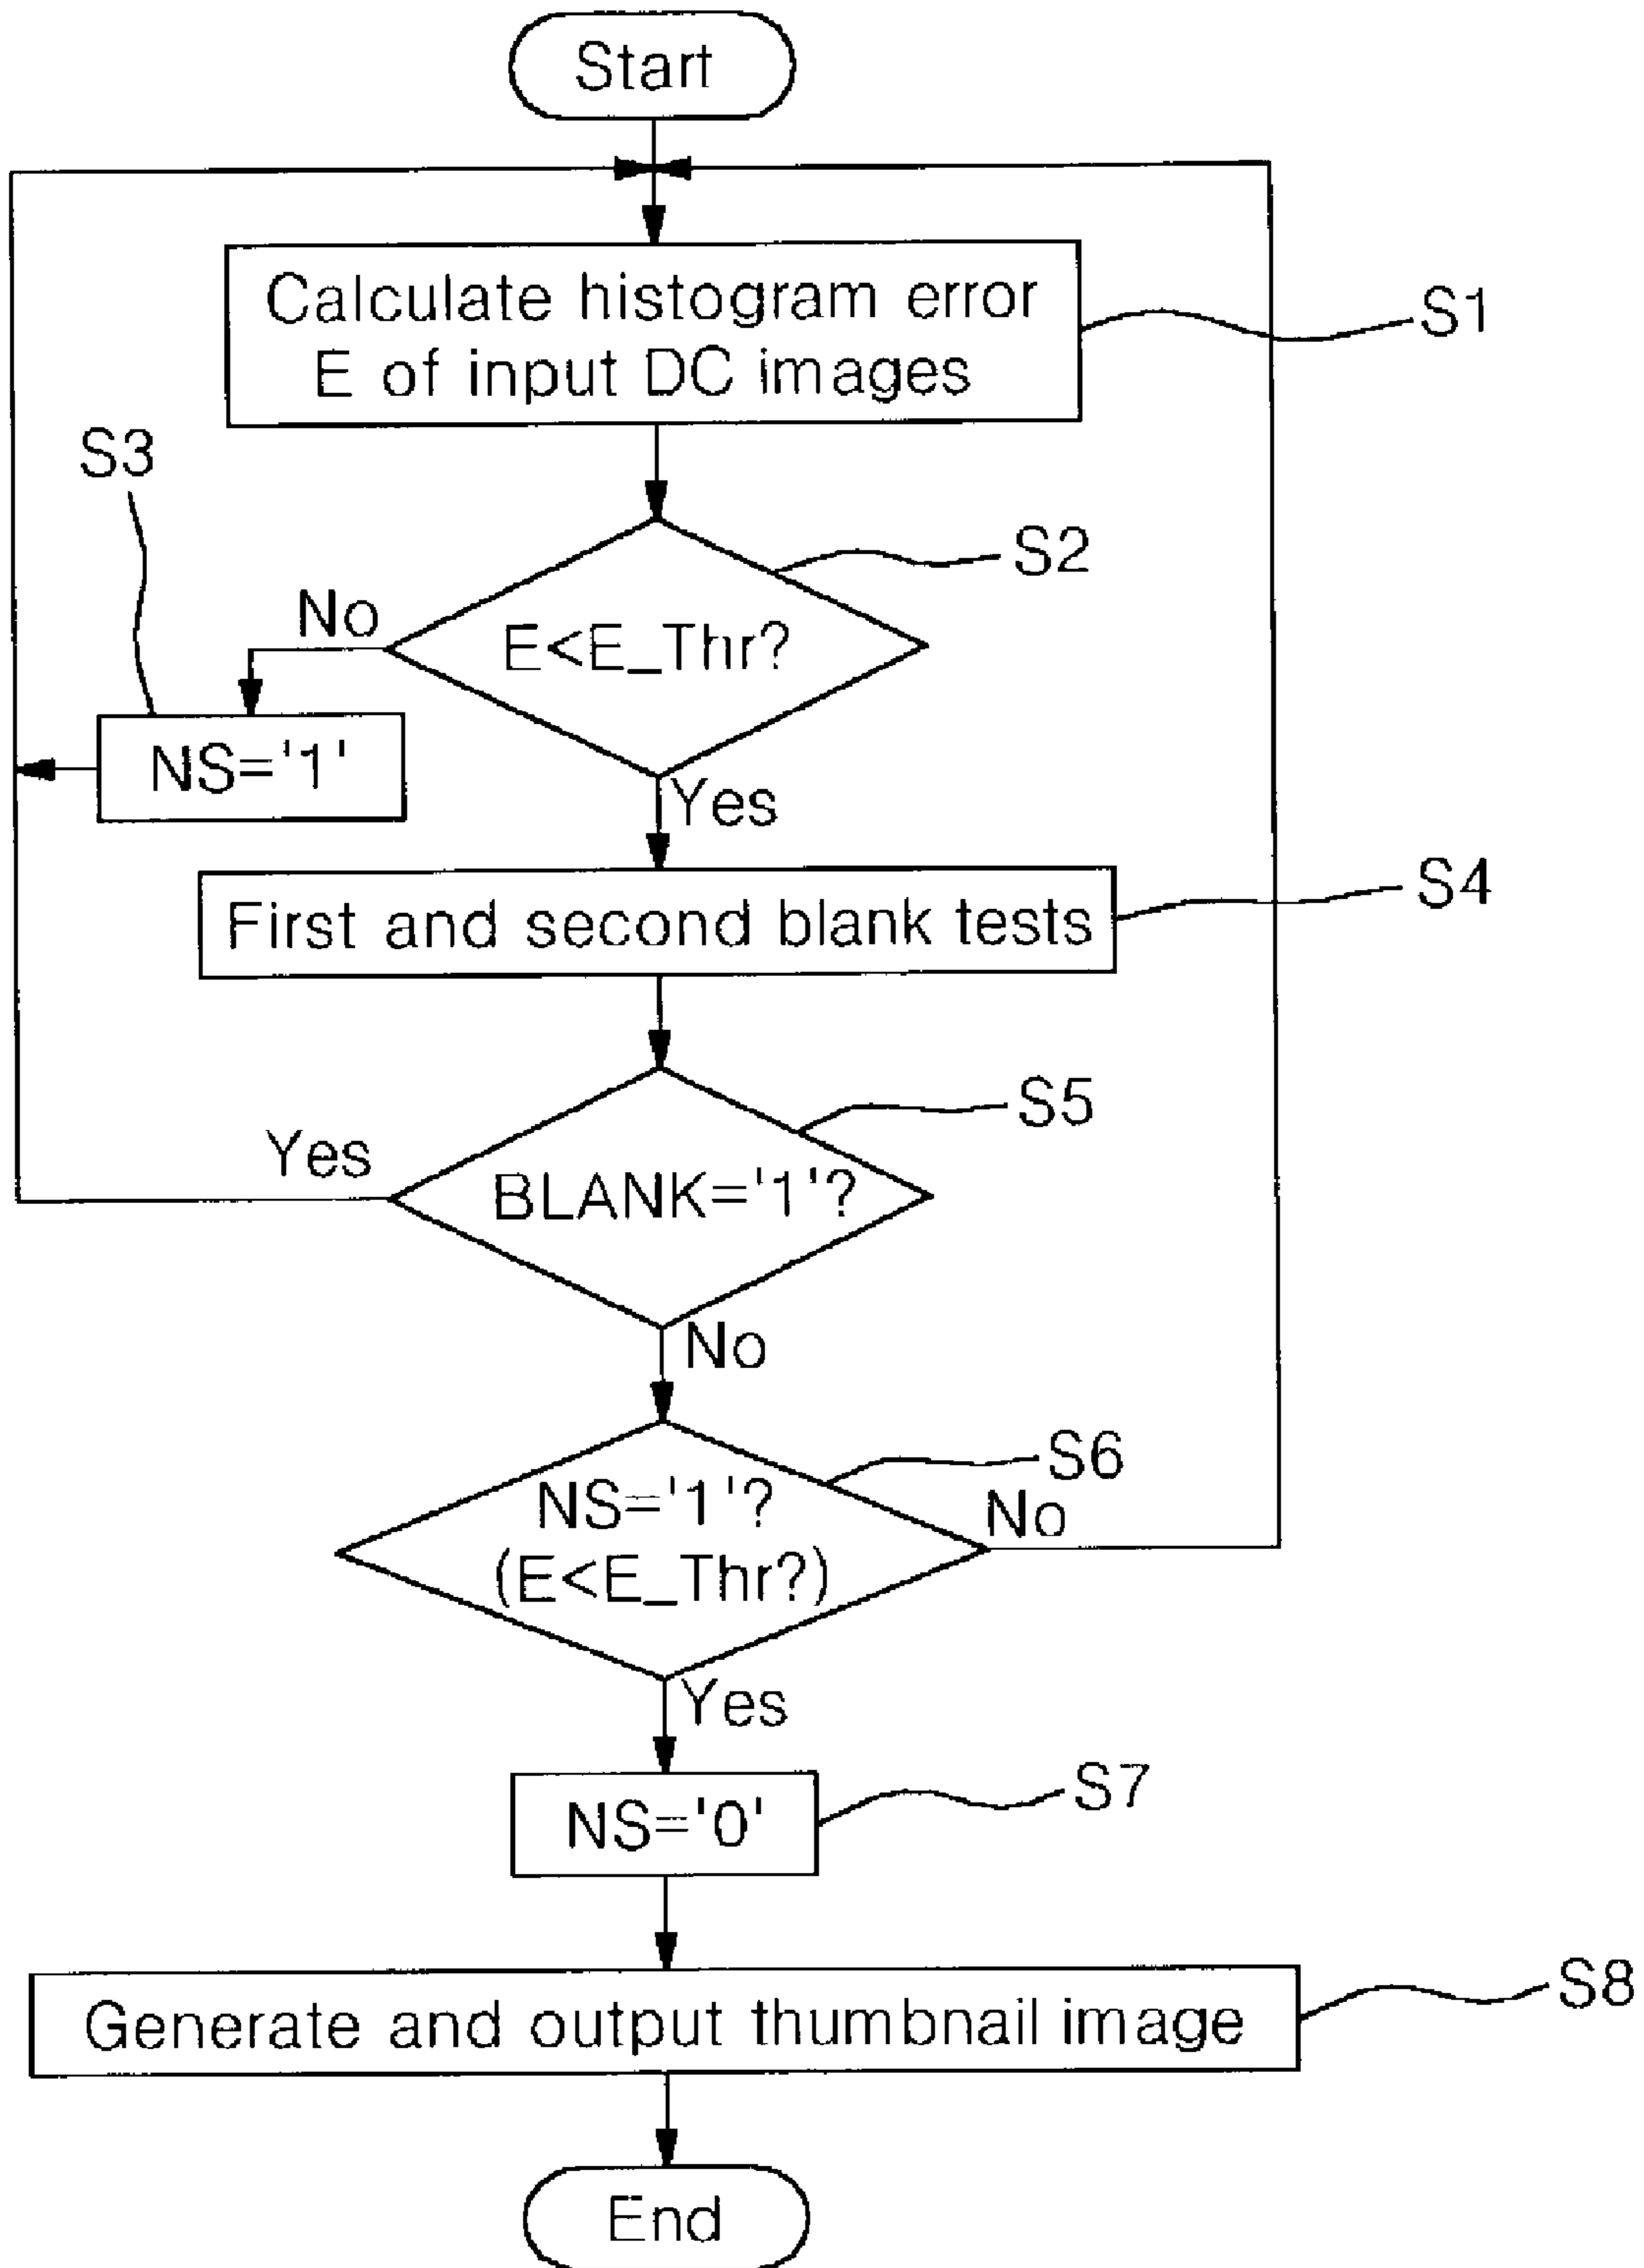 Start
Calculate histogram error
E of input DC images
S1
S3
S2
No
E<E_Thr?
NS='1'
Yes
First and second blank tests
S4
S5
Yes
BLANK='1'?
No
S6
NS='1'?
(E<E_Thr?)
No
Yes
S7
NS='0'
Generate and output thumbnail image
S8
End